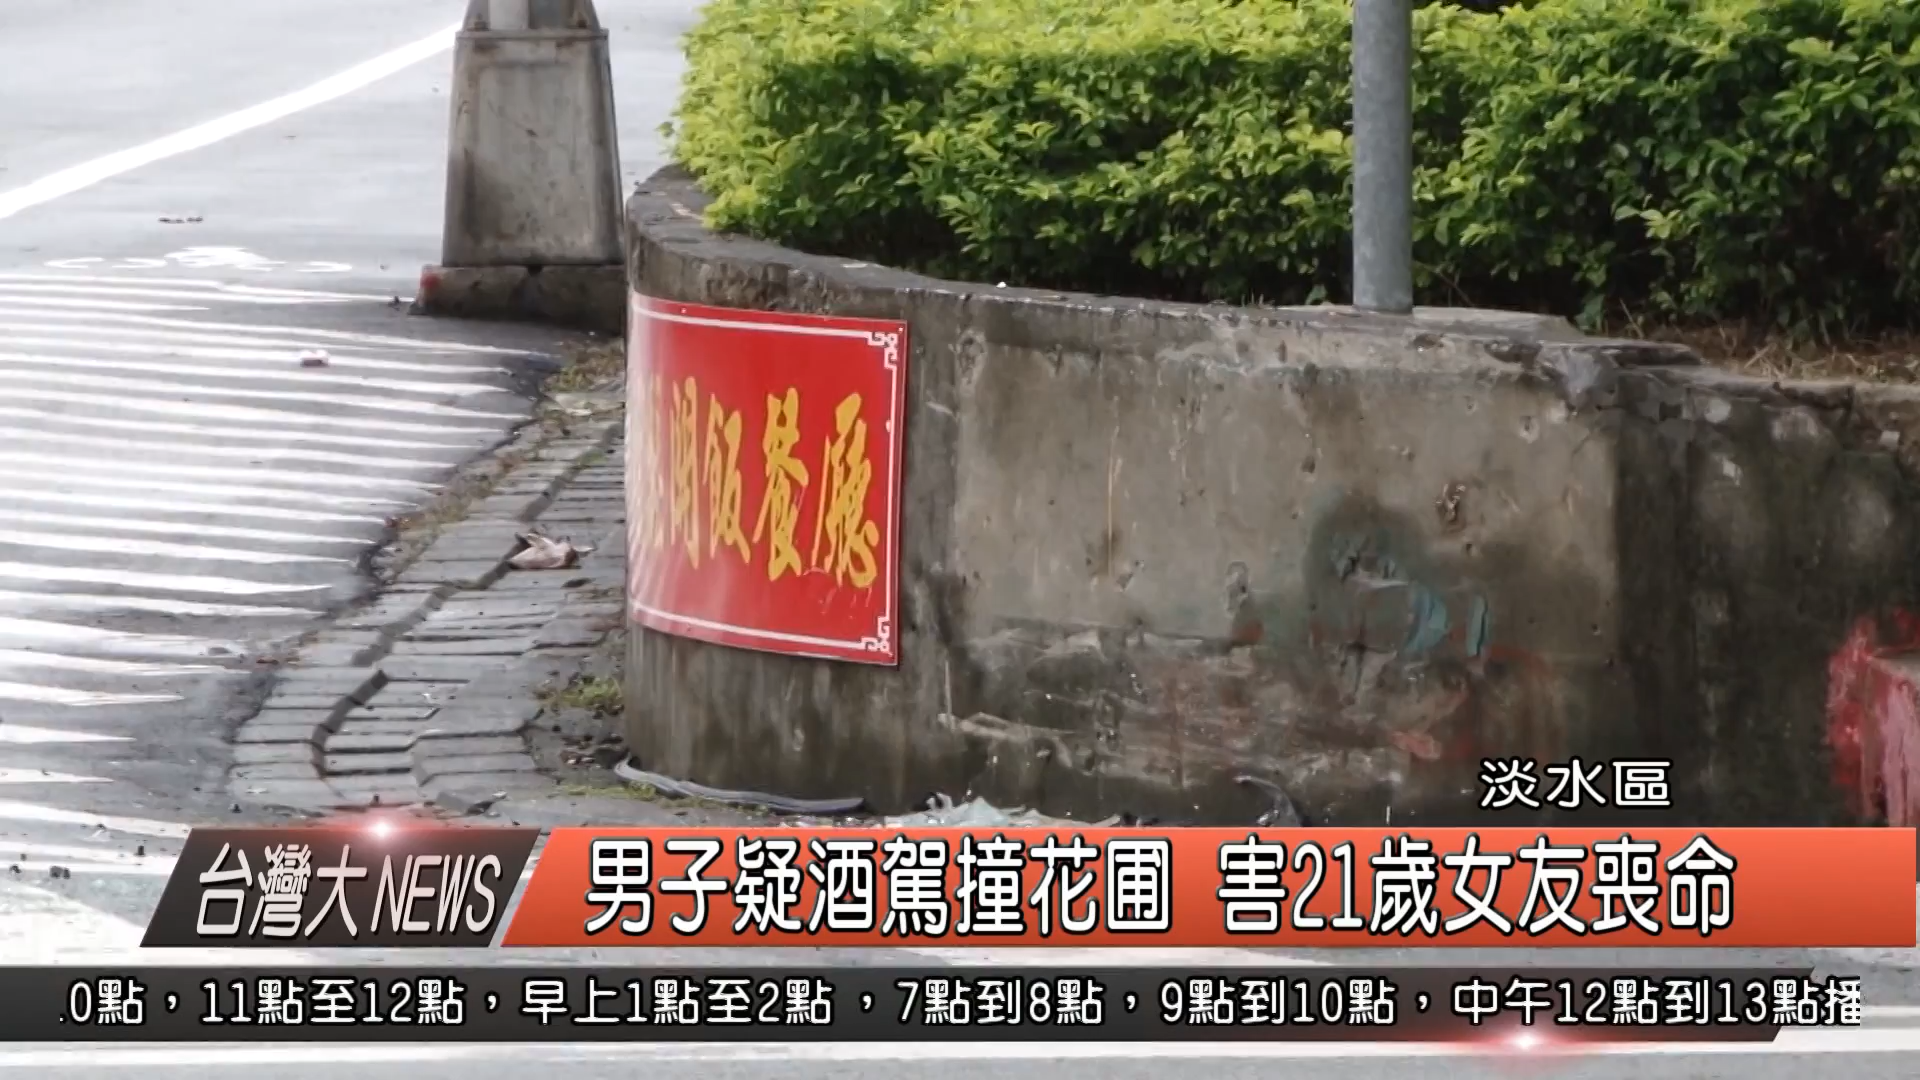 開飯餐廳
淡水區
台灣大NEWS
男子疑酒駕撞花圃 害21歲女友喪命
0點，11點至12點，早上1點至2點，7點到8點，9點到10點，中午12點到13點播